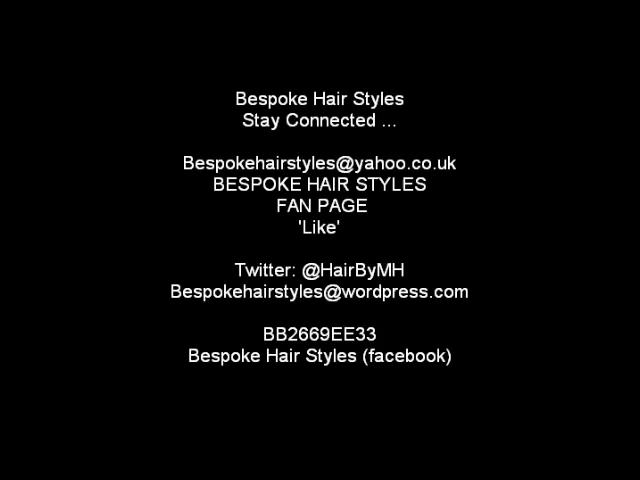 Bespoke Hair Styles
Stay Connected ...
Bespokehairstyles@yahoo.co.uk
BESPOKE HAIR STYLES
FAN PAGE
'Like'
Twitter: @HairByMH
Bespokehairstyles@wordpress.com
BB2669EE33
Bespoke Hair Styles (facebook)